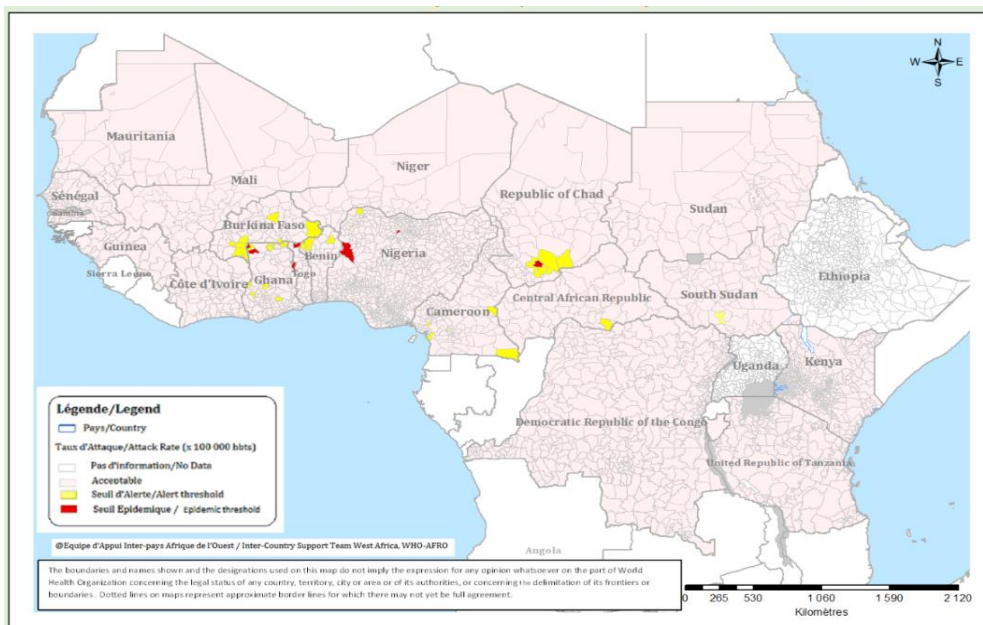 N
W E
S
Mauritania
Mali
Niger
Republic of Chad
Sudan
Sénégal
Gambia
Burkina Faso
Guinea
Benin
Nigeria
Sierra Leone
Côte d'Ivoire
Ghana
Togo
Cameroon
Central African Republic
South Sudan
Ethiopia
Uganda
Kenya
Democratic Republic of the Congo
United Republic of Tanzania
Angola
Légende/Legend
Pays/Country
Taux d'Attaque/Attack Rate (x 100 000 hbts)
Pas d'information/No Data
Acceptable
Seuil d'Alerte/Alert threshold
Seuil Epidemique / Epidemic threshold
@Equipe d'Appui Inter-pays Afrique de l'Ouest / Inter-Country Support Team West Africa, WHO-AFRO
The boundaries and names shown and the designations used on this map do not imply the expression for any opinion whatsoever on the part of World
Health Organization concerning the legal status of any country, territory, city or area or of its authorities, or concerning the delimitation of its frontiers or
boundaries . Dotted lines on maps represent approximate border lines for which there may not yet be full agreement.
0 265 530 1 060 1 590 2 120
Kilomètres